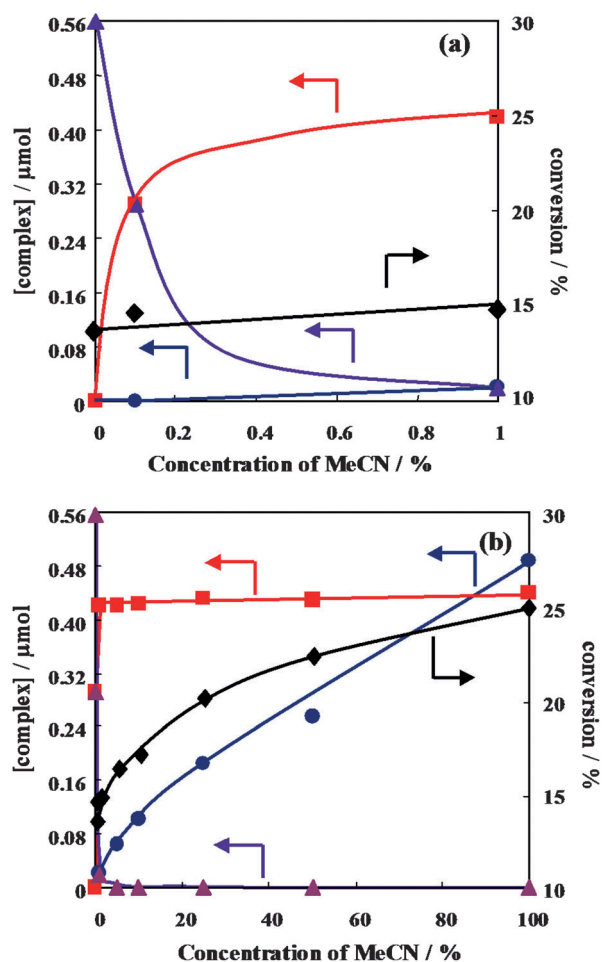 (a)
[complex] / µmol
0.56
0.48
0.40
0.32
0.24
0.16
0.08
0
30
25
20
15
10
conversion / %
0 0.2 0.4 0.6 0.8 1
Concentration of MeCN / %
(b)
[complex] / µmol
0.56
0.48
0.40
0.32
0.24
0.16
0.08
0
30
25
20
15
10
conversion / %
0 20 40 60 80 100
Concentration of MeCN / %